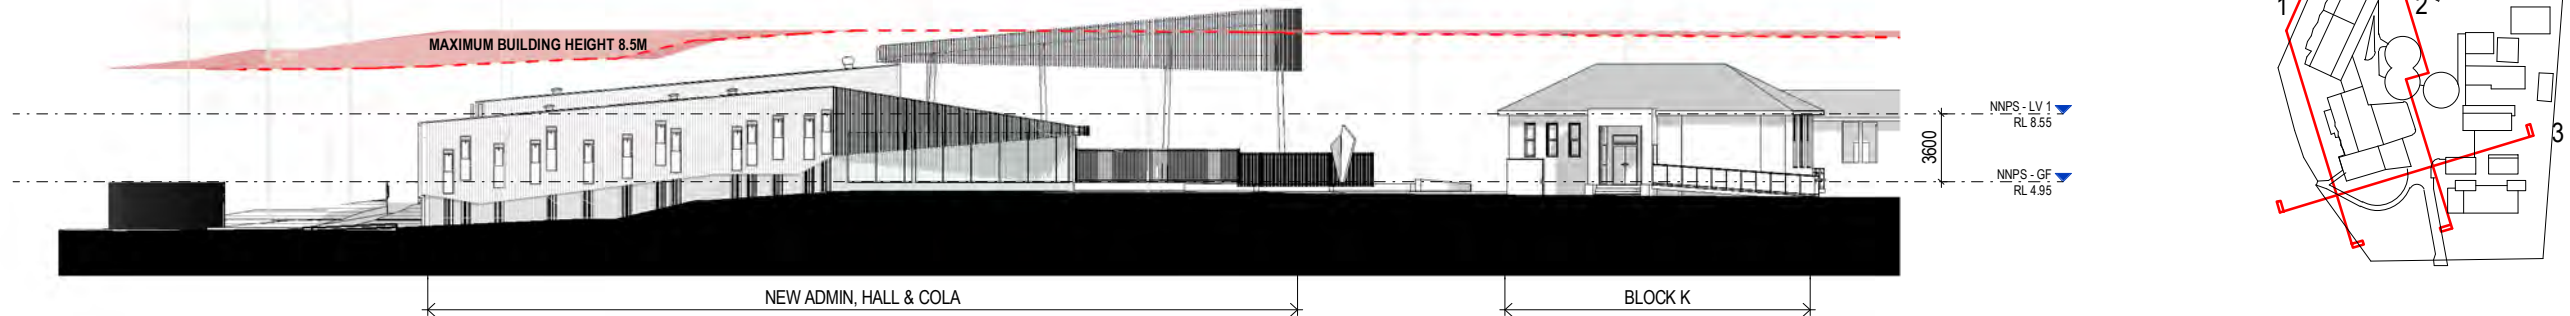 MAXIMUM BUILDING HEIGHT 8.5M
NNPS - LV 1
RL 8.55
3600
NNPS - GF
RL 4.95
NEW ADMIN, HALL & COLA
BLOCK K
1
2
3